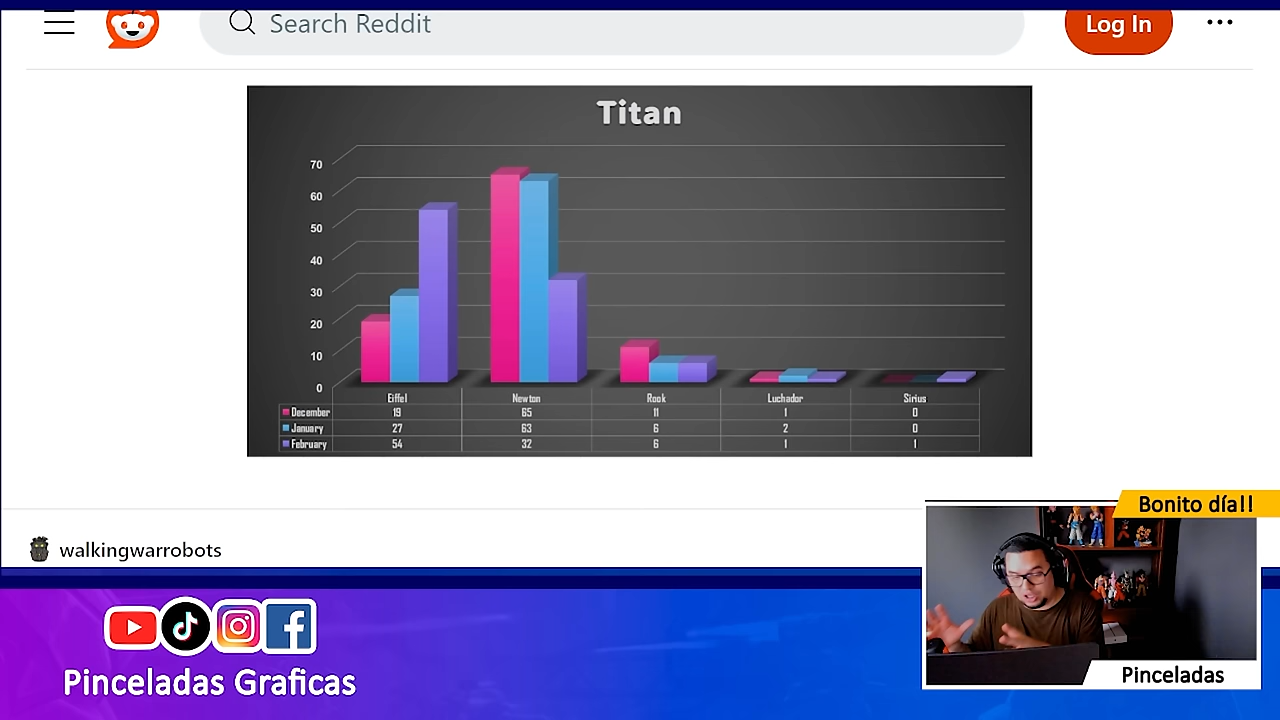 Search Reddit
Log In
Titan
70
60
50
40
30
20
10
0
Eiffel Newton Rook Luchador Sirius
December 19 65 11 1 0
January 27 63 6 2 0
February 54 32 6 1 1
walkingwarrobots
Bonito día!!
Pinceladas Graficas
Pinceladas